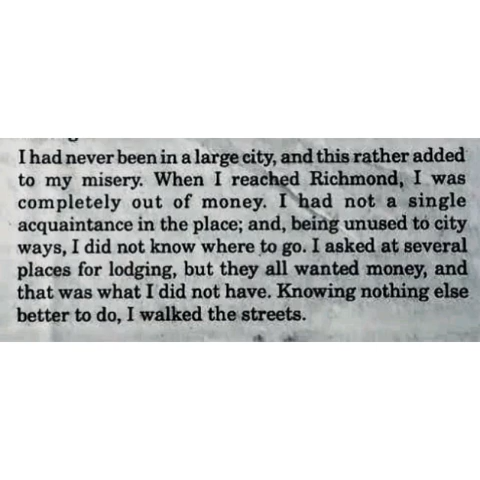 I had never been in a large city, and this rather added
to my misery. When I reached Richmond, I was
completely out of money. I had not a single
acquaintance in the place; and, being unused to city
ways, I did not know where to go. I asked at several
places for lodging, but they all wanted money, and
that was what I did not have. Knowing nothing else
better to do, I walked the streets.